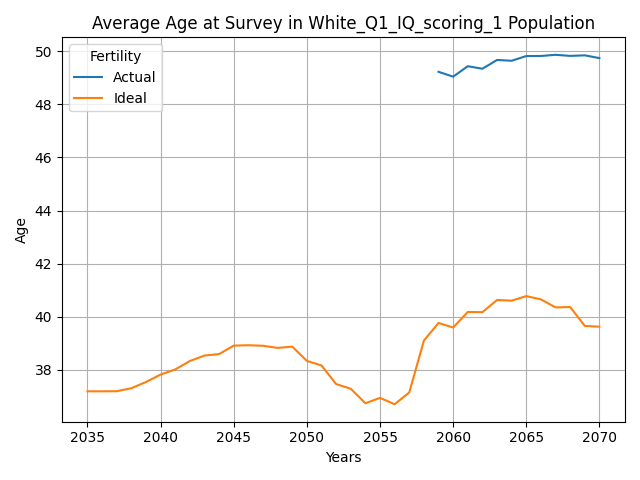 Average Age at Survey in White_Q1_IQ_scoring_1 Population
Fertility
Actual
Ideal
50
48
46
44
42
40
38
Age
2035 2040 2045 2050 2055 2060 2065 2070
Years